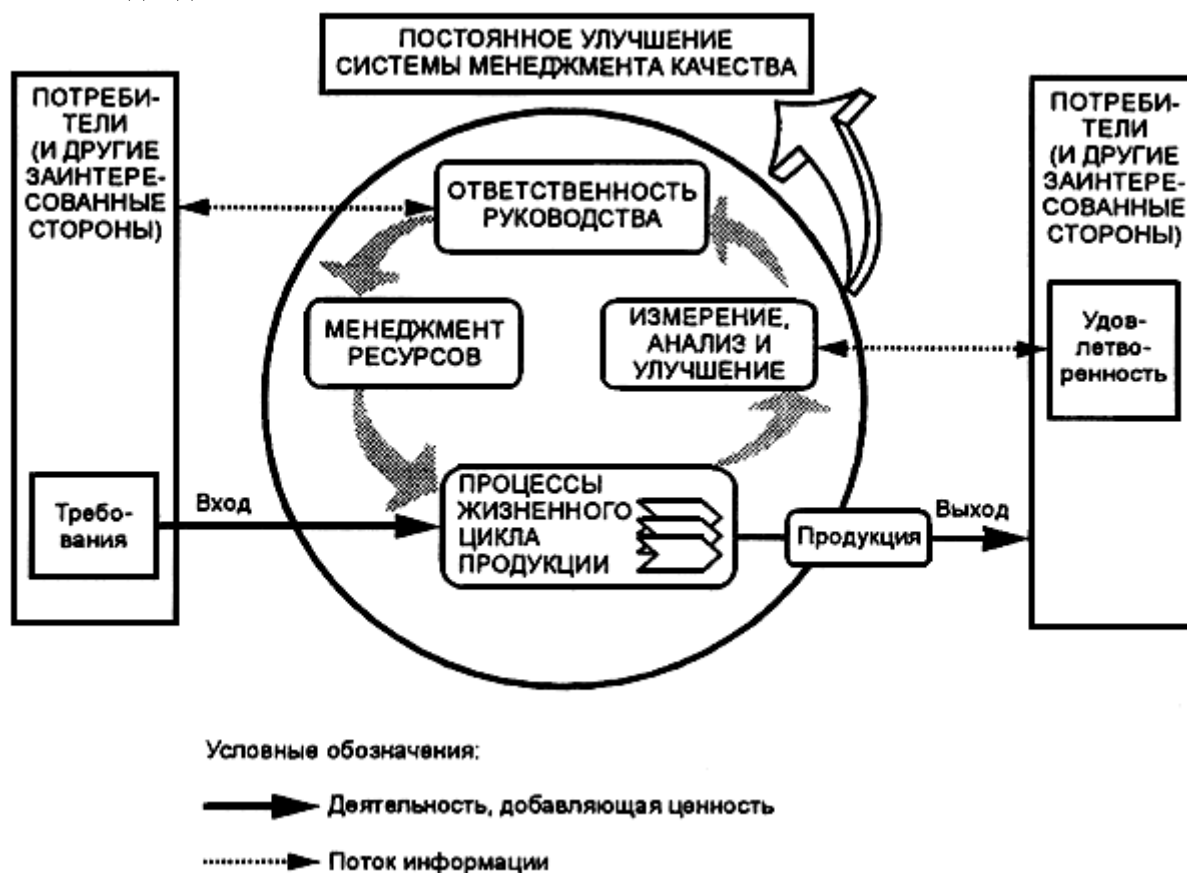 ПОСТОЯННОЕ УЛУЧШЕНИЕ
СИСТЕМЫ МЕНЕДЖМЕНТА КАЧЕСТВА
ПОТРЕБИ-
ТЕЛИ
(И ДРУГИЕ
ЗАИНТЕРЕ-
СОВАННЫЕ
СТОРОНЫ)
ПОТРЕБИ-
ТЕЛИ
(И ДРУГИЕ
ЗАИНТЕРЕ-
СОВАННЫЕ
СТОРОНЫ)
ОТВЕТСТВЕННОСТЬ
РУКОВОДСТВА
МЕНЕДЖМЕНТ
РЕСУРСОВ
ИЗМЕРЕНИЕ,
АНАЛИЗ И
УЛУЧШЕНИЕ
Удов-
летво-
ренность
Требо-
вания
Вход
ПРОЦЕССЫ
ЖИЗНЕННОГО
ЦИКЛА
ПРОДУКЦИИ
Продукция
Выход
Условные обозначения:
Деятельность, добавляющая ценность
Поток информации